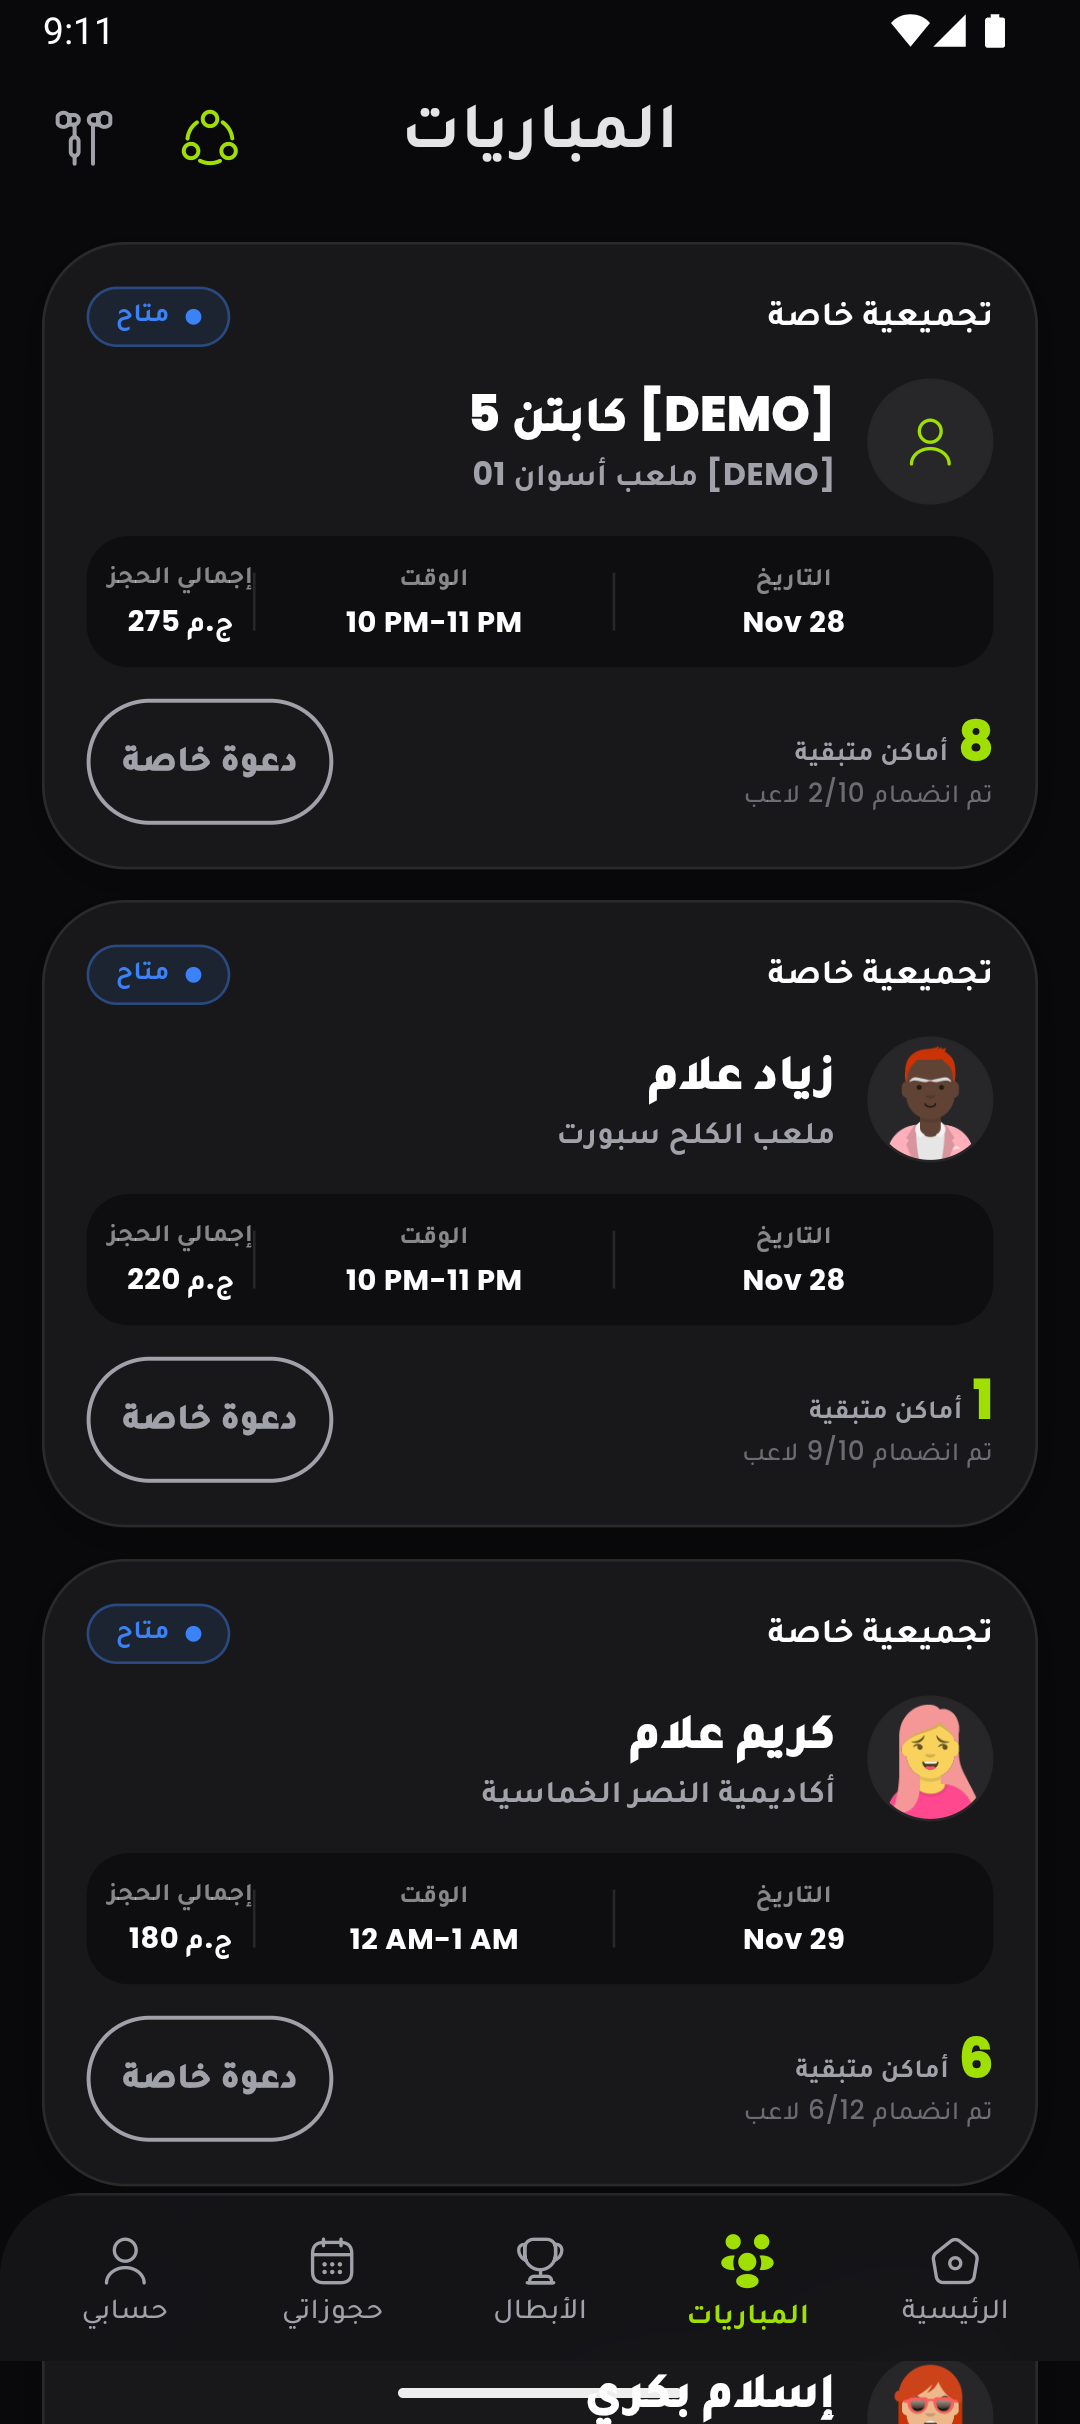 9:11
المباريات
تجميعية خاصة
متاح
[DEMO] كابتن 5
[DEMO] ملعب أسوان 01
التاريخ
الوقت
إجمالي الحجز
Nov 28
10 PM-11 PM
275 ج.م
8 أماكن متبقية
تم انضمام 2/10 لاعب
دعوة خاصة
تجميعية خاصة
متاح
زياد علام
ملعب الكلح سبورت
التاريخ
الوقت
إجمالي الحجز
Nov 28
10 PM-11 PM
220 ج.م
1 أماكن متبقية
تم انضمام 9/10 لاعب
دعوة خاصة
تجميعية خاصة
متاح
كريم علام
أكاديمية النصر الخماسية
التاريخ
الوقت
إجمالي الحجز
Nov 29
12 AM-1 AM
180 ج.م
6 أماكن متبقية
تم انضمام 6/12 لاعب
دعوة خاصة
الرئيسية
المباريات
الأبطال
حجوزاتي
حسابي
إسلام بكري